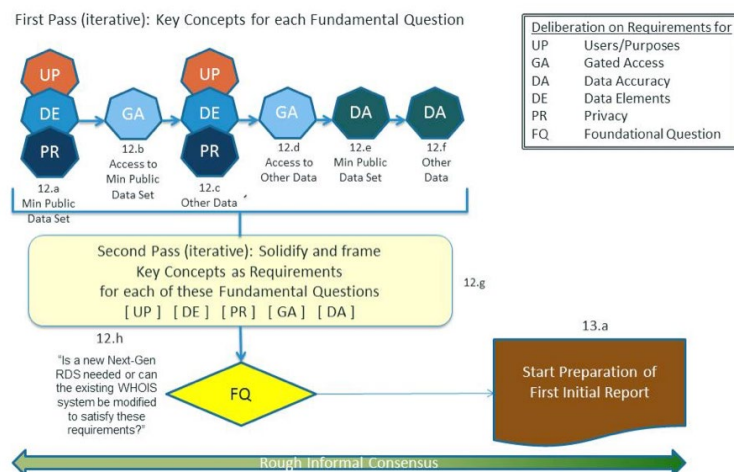 First Pass (iterative): Key Concepts for each Fundamental Question
UP
DE
PR
12.a
Min Public
Data Set
GA
12.b
Access to
Min Public
Data Set
UP
DE
PR
12.c
Other Data
GA
12.d
Access to
Other Data
DA
12.e
Min Public
Data Set
DA
12.f
Other
Data
Deliberation on Requirements for
UP Users/Purposes
GA Gated Access
DA Data Accuracy
DE Data Elements
PR Privacy
FQ Foundational Question
Second Pass (iterative): Solidify and frame
Key Concepts as Requirements
for each of these Fundamental Questions
[ UP ] [ DE ] [ PR ] [ GA ] [ DA ]
12.g
12.h
"Is a new Next-Gen
RDS needed or can
the existing WHOIS
system be modified
to satisfy these
requirements?"
FQ
13.a
Start Preparation of
First Initial Report
Rough Informal Consensus